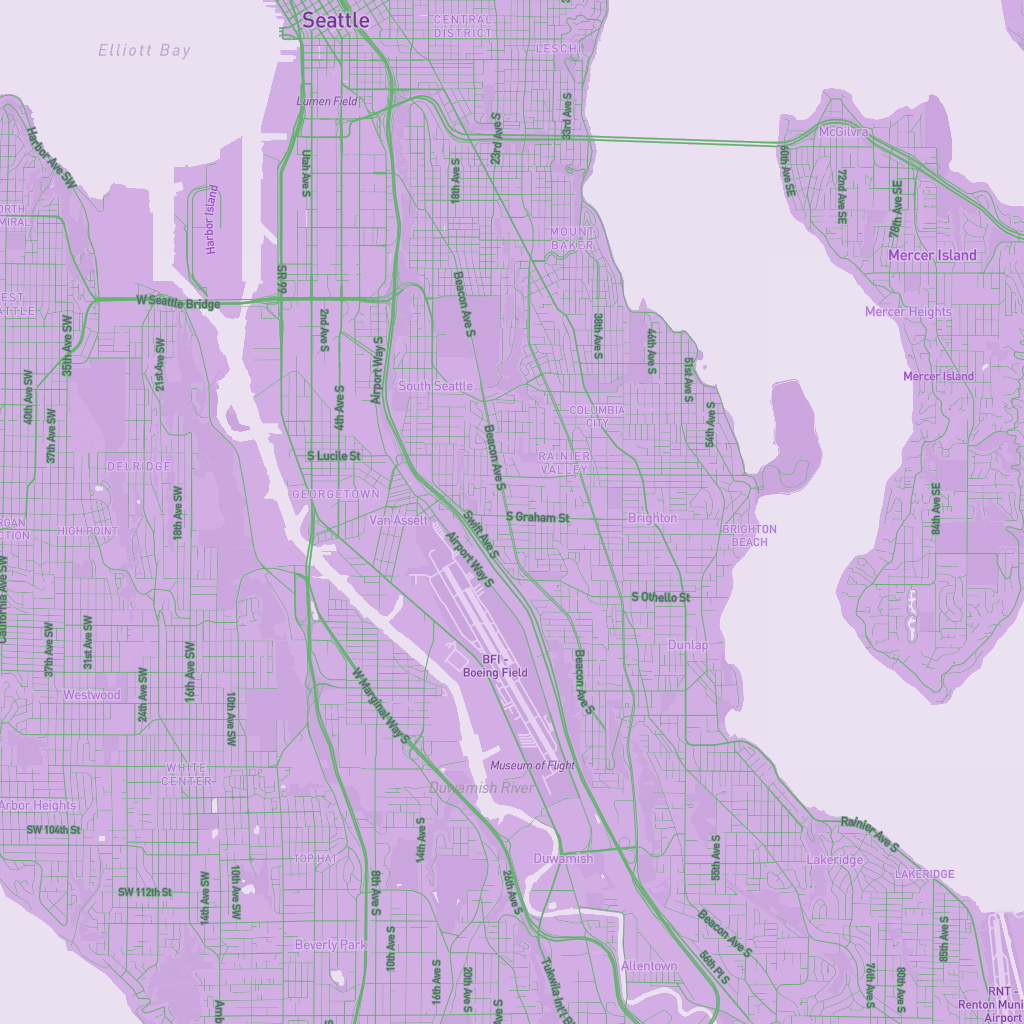 Seattle
CENTRAL
DISTRICT
Elliott Bay
LESCHI
Lumen Field
33rd Ave S
23rd Ave S
Harbor Ave SW
McGilvra
Utah Ave S
18th Ave S
60th Ave SE
72nd Ave SE
78th Ave SE
Harbor Island
MOUNT
BAKER
Mercer Island
SR 99
W Seattle Bridge
Beacon Ave S
Mercer Heights
2nd Ave S
38th Ave S
46th Ave S
35th Ave SW
21st Ave SW
Airport Way S
51st Ave S
South Seattle
Mercer Island
40th Ave SW
4th Ave S
COLUMBIA
CITY
54th Ave S
37th Ave SW
Beacon Ave S
S Lucile St
RAINIER
VALLEY
DELRIDGE
GEORGETOWN
18th Ave SW
84th Ave SE
Van Asselt
S Graham St
Brighton
HIGH POINT
Swift Ave S
BRIGHTON
BEACH
Airport Way S
California Ave SW
S Othello St
37th Ave SW
31st Ave SW
Dunlap
BFI -
Boeing Field
16th Ave SW
Beacon Ave S
Westwood
24th Ave SW
10th Ave SW
W Marginal Way S
Museum of Flight
WHITE
CENTER
Duwamish River
Arbor Heights
SW 104th St
Rainier Ave S
14th Ave S
TOP HAT
Duwamish
55th Ave S
Lakeridge
LAKERIDGE
SW 112th St
14th Ave SW
10th Ave SW
8th Ave S
26th Ave S
Beverly Park
10th Ave S
Beacon Ave S
85th Ave S
56th Pl S
Allentown
16th Ave S
20th Ave S
Tukwila Int'l B
76th Ave S
80th Ave S
RNT -
Renton Muni
Airport
Amb
Ave S